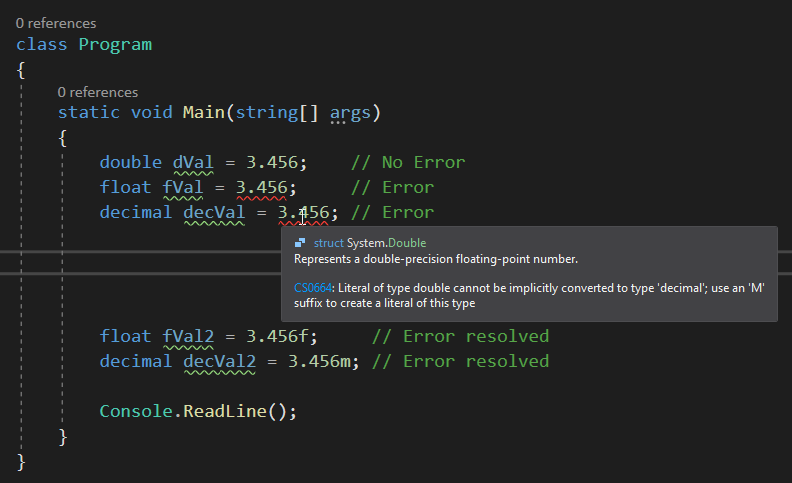 0 references
class Program
{
0 references
static void Main(string[] args)
{
double dVal = 3.456; // No Error
float fVal = 3.456; // Error
decimal decVal = 3.456; // Error
struct System.Double
Represents a double-precision floating-point number.
CS0664: Literal of type double cannot be implicitly converted to type 'decimal'; use an 'M'
suffix to create a literal of this type
float fVal2 = 3.456f; // Error resolved
decimal decVal2 = 3.456m; // Error resolved
Console.ReadLine();
}
}